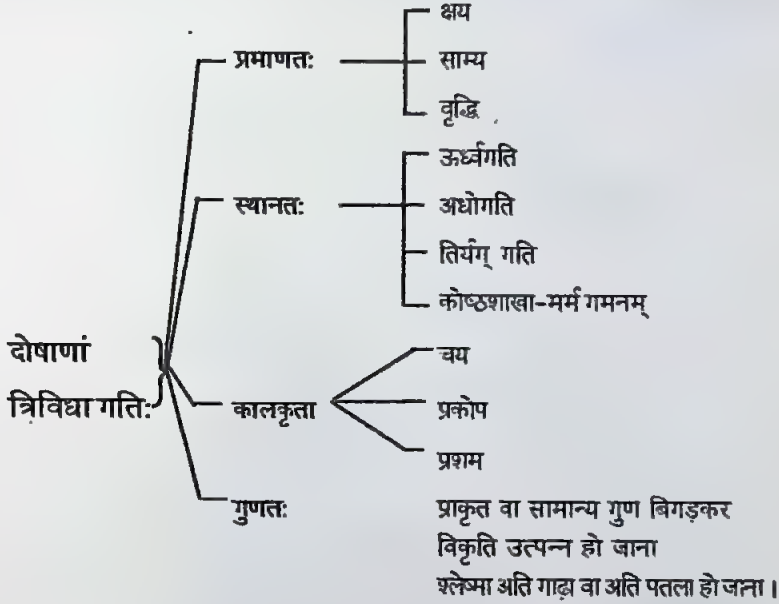 प्रमाणतः
क्षय
साम्य
वृद्धि
स्थानतः
ऊर्ध्वगति
अधोगति
तिर्यग् गति
कोष्ठशाखा-मर्म गमनम्
दोषाणां
त्रिविधा गतिः
कालकृता
चय
प्रकोप
प्रशम
गुणतः
प्राकृत वा सामान्य गुण बिगड़कर
विकृति उत्पन्न हो जाना
श्लेष्मा अति गाढ़ा वा अति पतला हो जाना।